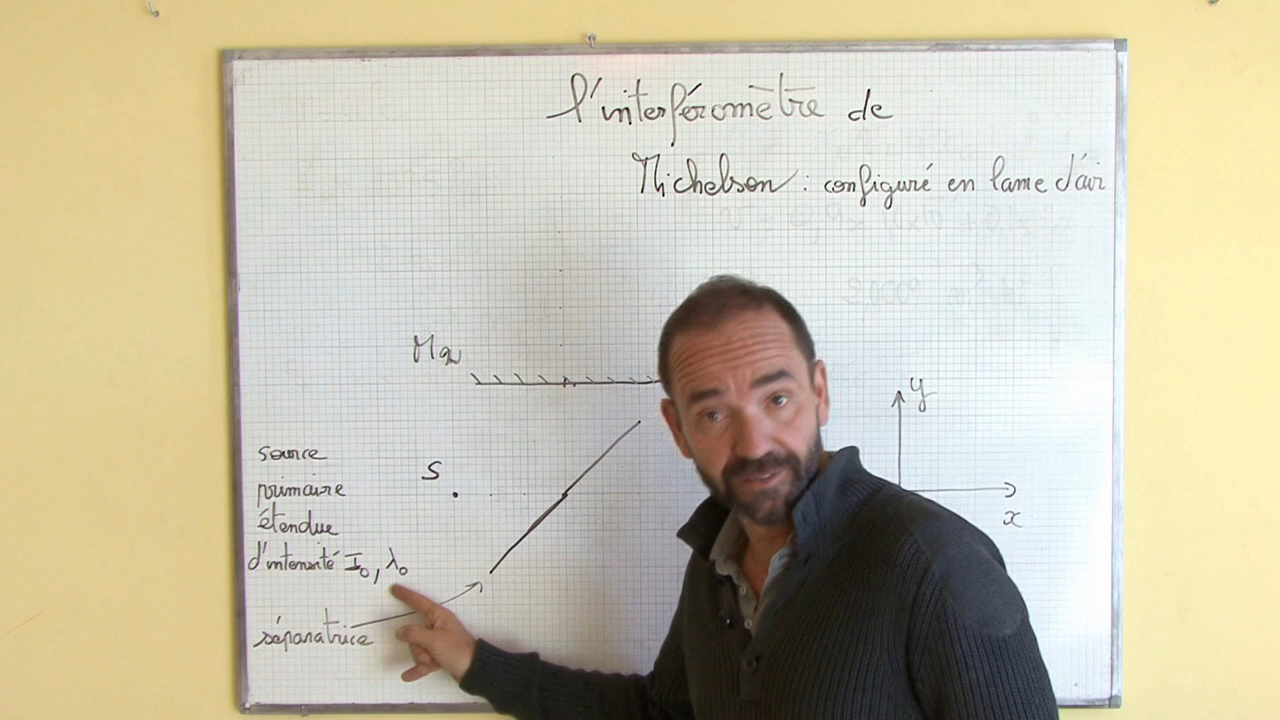 l'interféromètre de
Michelson : configuré en lame d'air
M₂
y
source
S
primaire
étendue
x
d'intensité I₀, λ₀
séparatrice